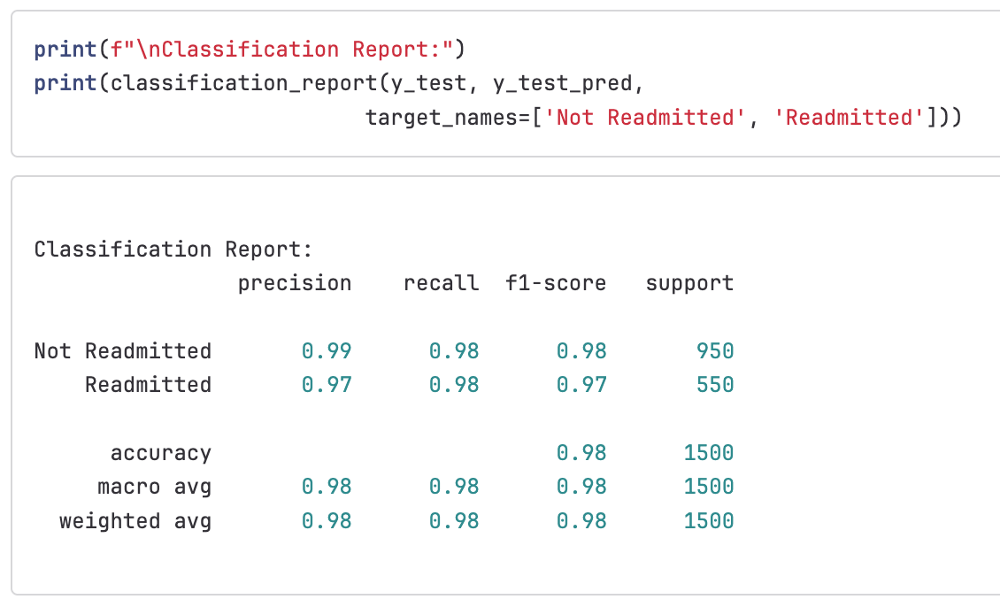 print(f"\nClassification Report:")
print(classification_report(y_test, y_test_pred,
                          target_names=['Not Readmitted', 'Readmitted']))
Classification Report:
                precision    recall  f1-score   support
Not Readmitted       0.99      0.98      0.98       950
    Readmitted       0.97      0.98      0.97       550
      accuracy                           0.98      1500
     macro avg       0.98      0.98      0.98      1500
  weighted avg       0.98      0.98      0.98      1500